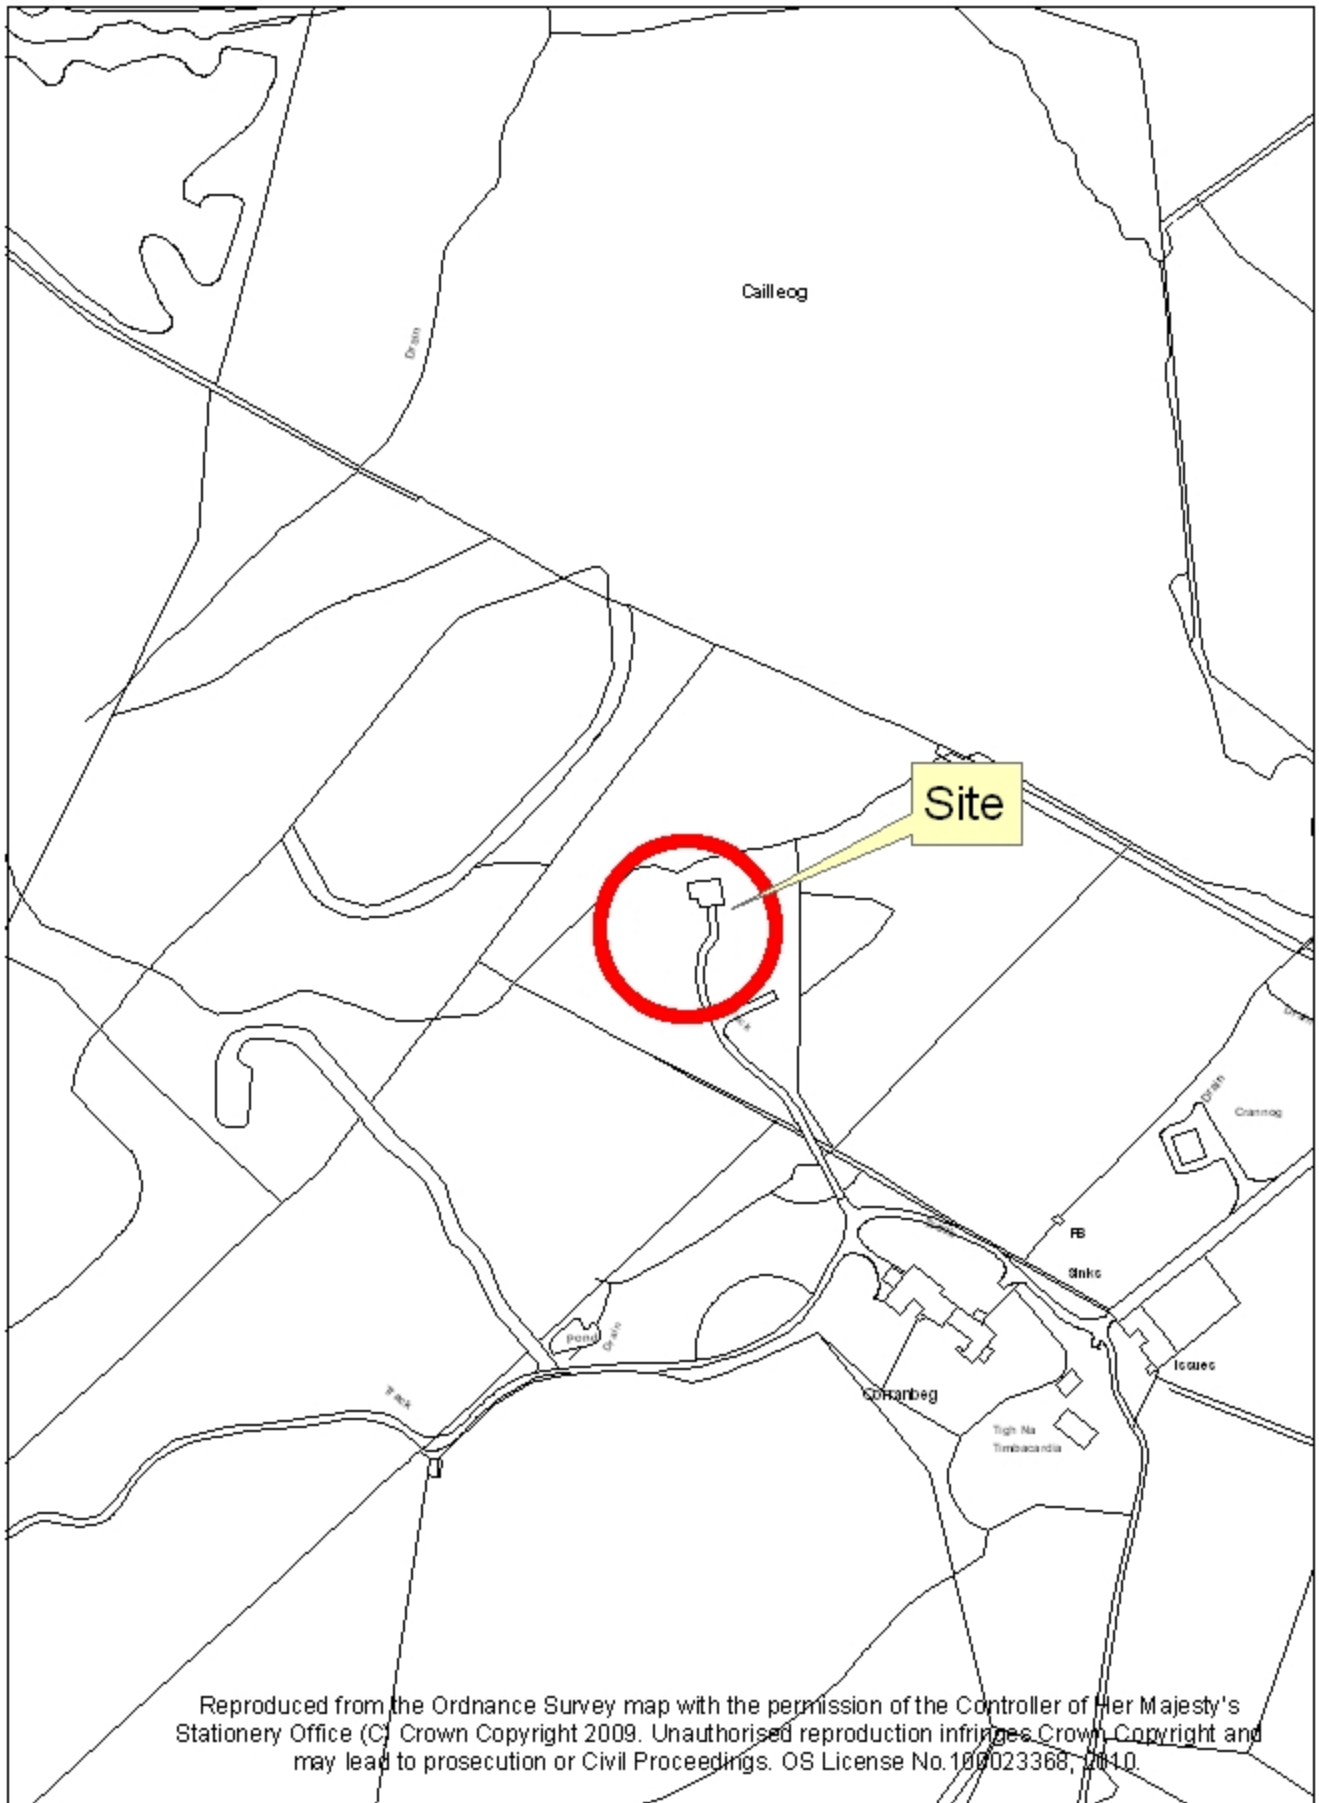 Cailleog
Drain
Site
Drain
Drain
Crannog
FB
Sinks
Pond
Drain
Issues
Track
Corranbeg
Tigh Na
Timbacardia
Reproduced from the Ordnance Survey map with the permission of the Controller of Her Majesty's
Stationery Office (C) Crown Copyright 2009. Unauthorised reproduction infringes Crown Copyright and
may lead to prosecution or Civil Proceedings. OS License No.100023368, 2010.